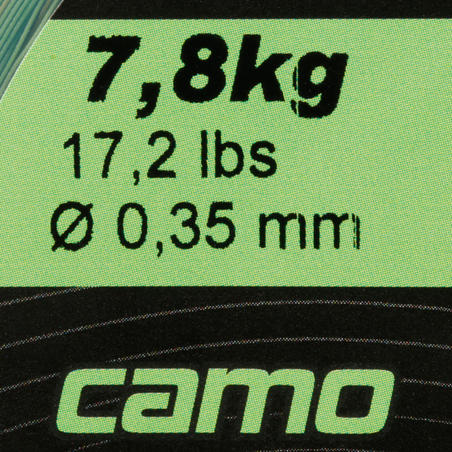 7,8kg
17,2 lbs
Ø 0,35 mm
camo